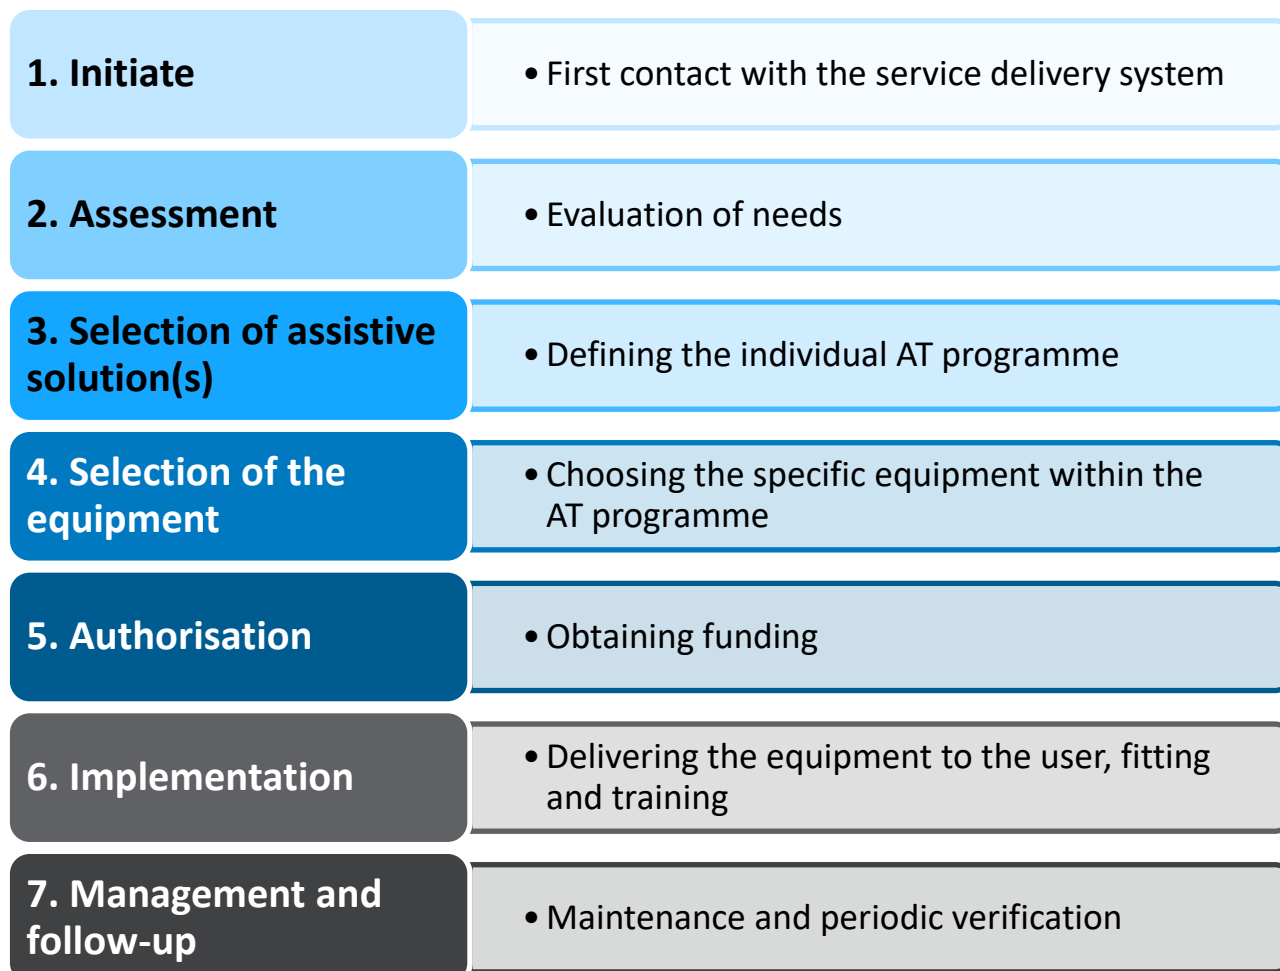 1. Initiate
• First contact with the service delivery system
2. Assessment
• Evaluation of needs
3. Selection of assistive
solution(s)
• Defining the individual AT programme
4. Selection of the
equipment
• Choosing the specific equipment within the
AT programme
5. Authorisation
• Obtaining funding
6. Implementation
• Delivering the equipment to the user, fitting
and training
7. Management and
follow-up
• Maintenance and periodic verification